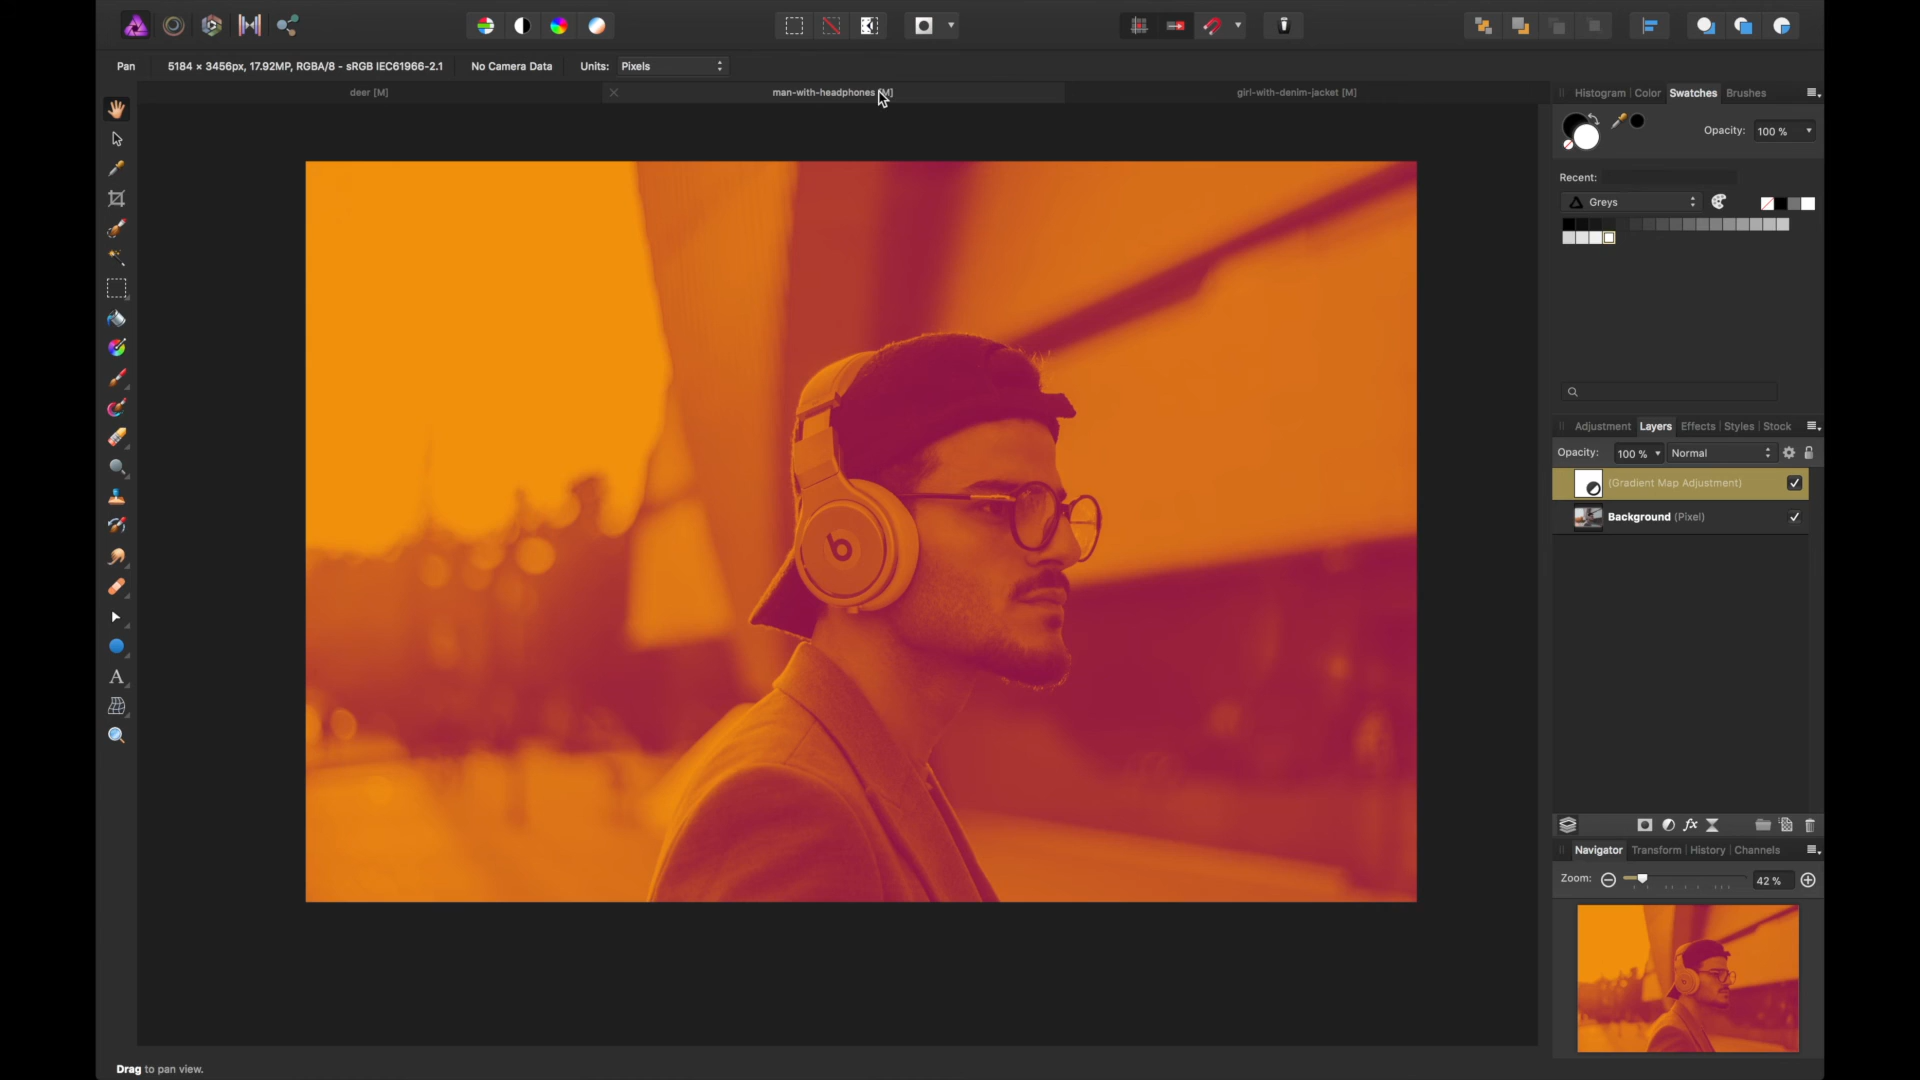 Pan 5184 × 3456px, 17.92MP, RGBA/8 - sRGB IEC61966-2.1 No Camera Data Units: Pixels
deer [M] man-with-headphones [M] girl-with-denim-jacket [M]
Histogram Color Swatches Brushes
Opacity: 100 %
Recent:
Greys
Adjustment Layers Effects Styles Stock
Opacity: 100 % Normal
(Gradient Map Adjustment)
Background (Pixel)
fx
Navigator Transform History Channels
Zoom: 42 %
b
A
Drag to pan view.